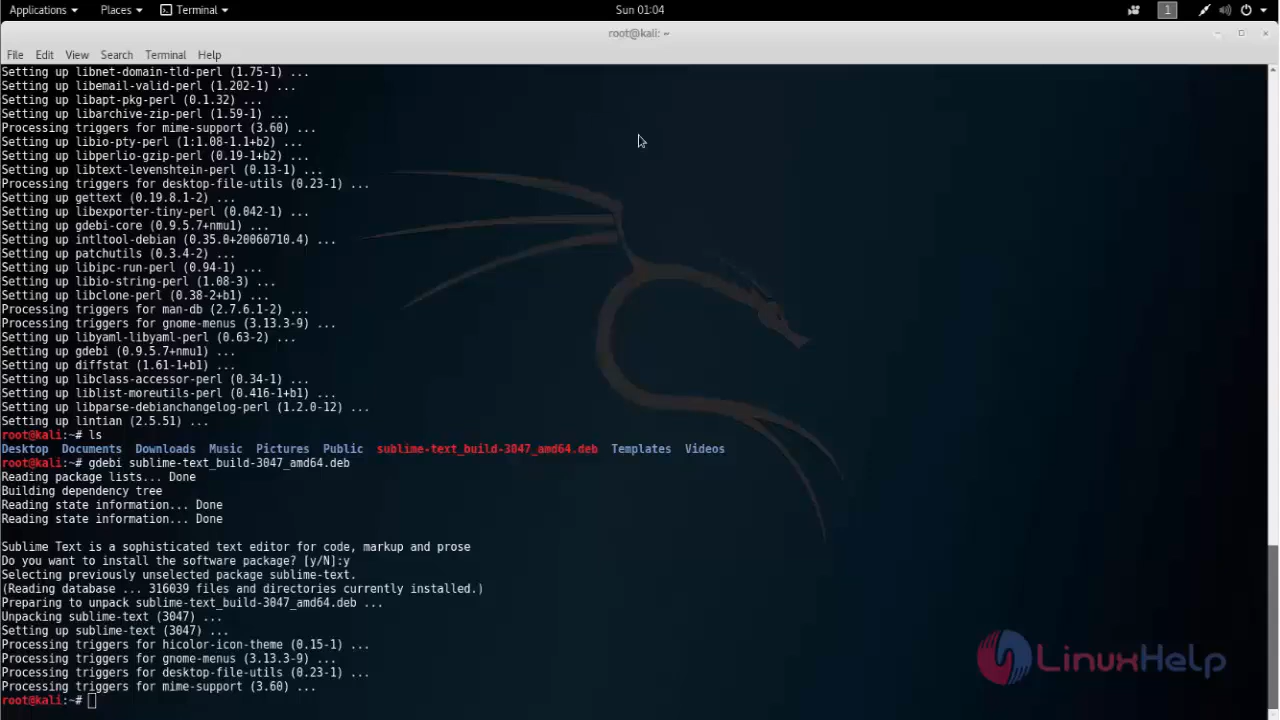 Applications Places Terminal Sun 01:04 1
root@kali: ~
File Edit View Search Terminal Help
Setting up libnet-domain-tld-perl (1.75-1) ...
Setting up libemail-valid-perl (1.202-1) ...
Setting up libapt-pkg-perl (0.1.32) ...
Setting up libarchive-zip-perl (1.59-1) ...
Processing triggers for mime-support (3.60) ...
Setting up libio-pty-perl (1:1.08-1.1+b2) ...
Setting up libperlio-gzip-perl (0.19-1+b2) ...
Setting up libtext-levenshtein-perl (0.13-1) ...
Processing triggers for desktop-file-utils (0.23-1) ...
Setting up gettext (0.19.8.1-2) ...
Setting up libexporter-tiny-perl (0.042-1) ...
Setting up gdebi-core (0.9.5.7+nmu1) ...
Setting up intltool-debian (0.35.0+20060710.4) ...
Setting up patchutils (0.3.4-2) ...
Setting up libipc-run-perl (0.94-1) ...
Setting up libio-string-perl (1.08-3) ...
Setting up libclone-perl (0.38-2+b1) ...
Processing triggers for man-db (2.7.6.1-2) ...
Processing triggers for gnome-menus (3.13.3-9) ...
Setting up libyaml-libyaml-perl (0.63-2) ...
Setting up gdebi (0.9.5.7+nmu1) ...
Setting up diffstat (1.61-1+b1) ...
Setting up libclass-accessor-perl (0.34-1) ...
Setting up liblist-moreutils-perl (0.416-1+b1) ...
Setting up libparse-debianchangelog-perl (1.2.0-12) ...
Setting up lintian (2.5.51) ...
root@kali:~# ls
Desktop Documents Downloads Music Pictures Public sublime-text_build-3047_amd64.deb Templates Videos
root@kali:~# gdebi sublime-text_build-3047_amd64.deb
Reading package lists... Done
Building dependency tree
Reading state information... Done
Reading state information... Done
Sublime Text is a sophisticated text editor for code, markup and prose
Do you want to install the software package? [y/N]:y
Selecting previously unselected package sublime-text.
(Reading database ... 316039 files and directories currently installed.)
Preparing to unpack sublime-text_build-3047_amd64.deb ...
Unpacking sublime-text (3047) ...
Setting up sublime-text (3047) ...
Processing triggers for hicolor-icon-theme (0.15-1) ...
Processing triggers for gnome-menus (3.13.3-9) ...
Processing triggers for desktop-file-utils (0.23-1) ...
Processing triggers for mime-support (3.60) ...
root@kali:~#
LinuxHelp